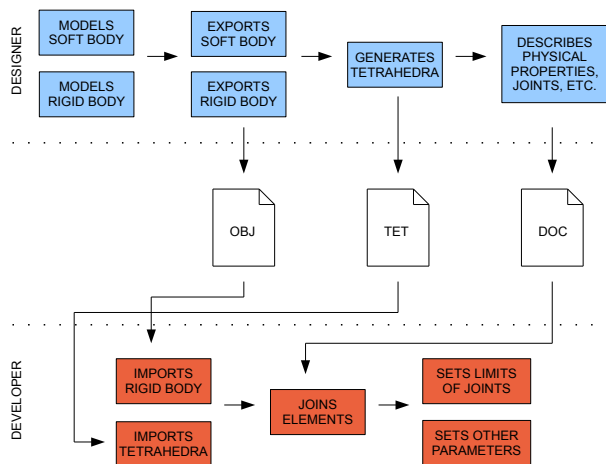 DESIGNER
MODELS
SOFT BODY
MODELS
RIGID BODY
EXPORTS
SOFT BODY
EXPORTS
RIGID BODY
GENERATES
TETRAHEDRA
DESCRIBES
PHYSICAL
PROPERTIES,
JOINTS, ETC.
OBJ
TET
DOC
DEVELOPER
IMPORTS
RIGID BODY
IMPORTS
TETRAHEDRA
JOINS
ELEMENTS
SETS LIMITS
OF JOINTS
SETS OTHER
PARAMETERS